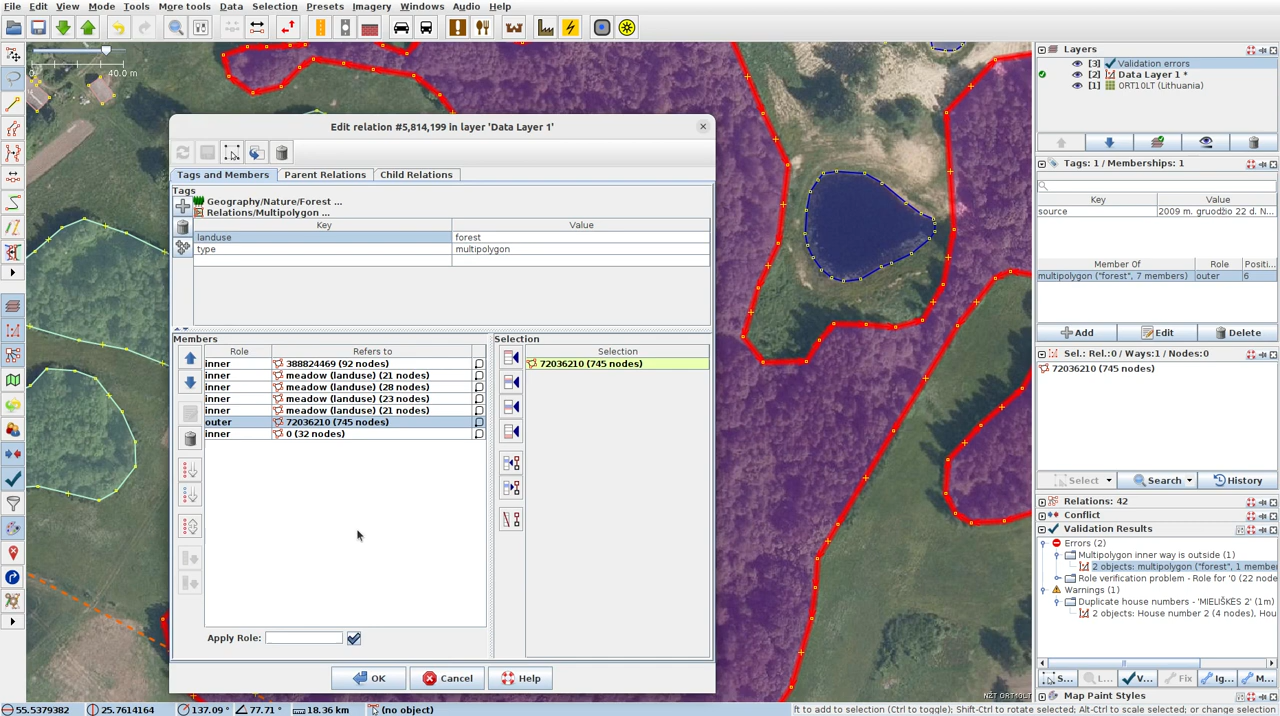 File Edit View Mode Tools More tools Data Selection Presets Imagery Windows Audio Help
0 40.0 m
Edit relation #5,814,199 in layer 'Data Layer 1'
Tags and Members Parent Relations Child Relations
Tags
Geography/Nature/Forest ...
Relations/Multipolygon ...
Key Value
landuse forest
type multipolygon
Members
Role Refers to
inner 388824469 (92 nodes)
inner meadow (landuse) (21 nodes)
inner meadow (landuse) (28 nodes)
inner meadow (landuse) (23 nodes)
inner meadow (landuse) (21 nodes)
outer 72036210 (745 nodes)
inner 0 (32 nodes)
Apply Role:
Selection
Selection
72036210 (745 nodes)
OK Cancel Help
Layers
[3] Validation errors
[2] Data Layer 1 *
[1] ORT10LT (Lithuania)
Tags: 1 / Memberships: 1
Key Value
source 2009 m. gruodžio 22 d. N...
Member Of Role Positi...
multipolygon ("forest", 7 members) outer 6
Add Edit Delete
Sel.: Rel.:0 / Ways:1 / Nodes:0
72036210 (745 nodes)
Select Search History
Relations: 42
Conflict
Validation Results
Errors (2)
Multipolygon inner way is outside (1)
2 objects: multipolygon ("forest", 1 membe
Role verification problem - Role for '0 (22 node
Warnings (1)
Duplicate house numbers - 'MIELIŠKĖS 2' (1m)
2 objects: House number 2 (4 nodes), Hou
S... L... V... Fix Ig... M...
Map Paint Styles
NŽT ORT10LT
55.5379382 25.7614164 137.09° 77.71° 18.36 km (no object) ft to add to selection (Ctrl to toggle); Shift-Ctrl to rotate selected; Alt-Ctrl to scale selected; or change selection